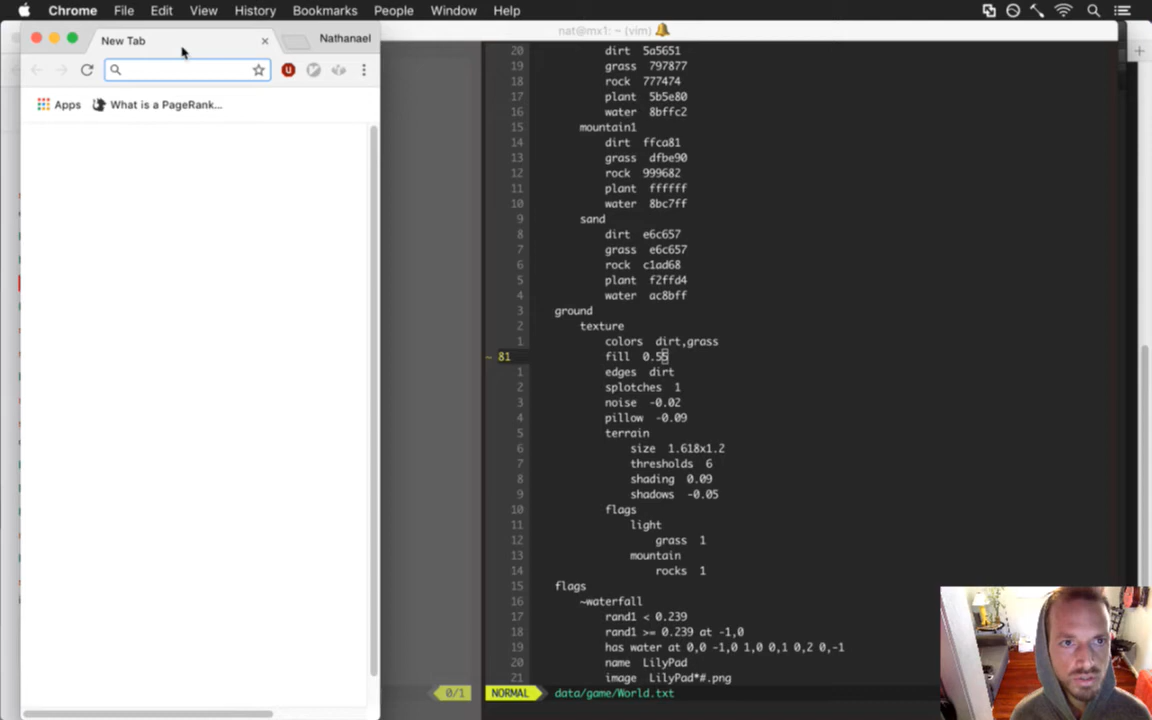 Chrome File Edit View History Bookmarks People Window Help
nat@mx1: ~ (vim)
New Tab
Nathanael
Apps What is a PageRank...
20 dirt 5a5651
19 grass 797877
18 rock 777474
17 plant 5b5e80
16 water 8bffc2
15 mountain1
14 dirt ffca81
13 grass dfbe90
12 rock 999682
11 plant ffffff
10 water 8bc7ff
9 sand
8 dirt e6c657
7 grass e6c657
6 rock c1ad68
5 plant f2ffd4
4 water ac8bff
3 ground
2 texture
1 colors dirt,grass
~ 81 fill 0.55
1 edges dirt
2 splotches 1
3 noise -0.02
4 pillow -0.09
5 terrain
6 size 1.618x1.2
7 thresholds 6
8 shading 0.09
9 shadows -0.05
10 flags
11 light
12 grass 1
13 mountain
14 rocks 1
15 flags
16 ~waterfall
17 rand1 < 0.239
18 rand1 >= 0.239 at -1,0
19 has water at 0,0 -1,0 1,0 0,1 0,2 0,-1
20 name LilyPad
21 image LilyPad*#.png
0/1 NORMAL data/game/World.txt